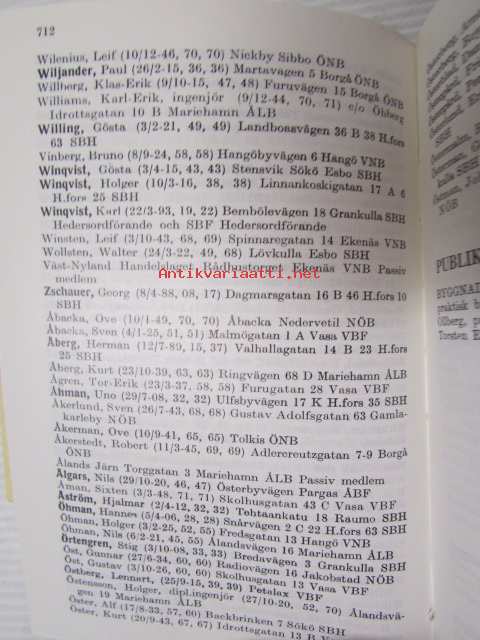 712
Wilenius, Leif (10/12-46, 70, 70) Nickby Sibbo ÖNB
Wiljander, Paul (26/2-15, 36, 36) Martavägen 5 Borgå ÖNB
Willberg, Klas-Erik (9/10-15, 47, 48) Furuvägen 15 Borgå ÖNB
Williams, Karl-Erik, ingenjör (9/12-44, 70, 71) c/o Öhberg
Idrottsgatan 10 B Mariehamn ÅLB
Willing, Gösta (3/2-21, 49, 49) Landboasvägen 36 B 38 H.fors
63 SBH
Vinberg, Bruno (8/9-24, 58, 58) Hangöbyvägen 6 Hangö VNB
Winqvist, Gösta (3/4-15, 43, 43) Stensvik Sökö Esbo SBH
Winqvist, Holger (10/3-16, 38, 38) Linnankoskigatan 17 A 6
H.fors 25 SBH
Winqvist, Karl (22/3-93, 19, 22) Bembölevägen 18 Grankulla SBH
Hedersordförande och SBF Hedersordförande
Winsten, Leif (3/10-43, 68, 69) Spinnaregatan 14 Ekenäs VNB
Wollsten, Walter (24/3-22, 49, 68) Lövkulla Esbo SBH
Väst-Nyland Handelslaget Rådhustorget Ekenäs VNB Passiv
medlem
Antikvariaatti.net
Zschauer, Georg (8/4-88, 08, 17) Dagmarsgatan 16 B 46 H.fors 10
SBH
Åbacka, Ove (10/1-49, 70, 70) Åbacka Nedervetil NÖB
Åbacka, Sven (4/1-25, 51, 51) Malmögatan 1 A Vasa VBF
Åberg, Herman (12/7-89, 15, 37) Valhallagatan 14 B 23 H.fors
25 SBH
Åberg, Kurt (23/10-39, 63, 63) Ringvägen 68 D Mariehamn ÅLB
Ågren, Tor-Erik (23/3-37, 58, 58) Furugatan 28 Vasa VBF
Åhman, Uno (29/7-08, 32, 32) Ulfsbyvägen 17 K H.fors 35 SBH
Åkerlund, Sven (26/7-43, 68, 68) Gustav Adolfsgatan 63 Gamla-
karleby NÖB
Åkerman, Ove (10/9-41, 65, 65) Tolkis ÖNB
Åkerstedt, Robert (11/3-45, 69, 69) Adlercreutzgatan 7-9 Borgå
ÖNB
Ålands Järn Torggatan 3 Mariehamn ÅLB Passiv medlem
Ålgars, Nils (29/10-20, 46, 47) Österbyvägen Pargas ÅBF
Åman, Sixten (3/3-48, 71, 71) Skolhusgatan 43 C Vasa VBF
Åström, Hjalmar (2/4-12, 32, 32) Tehtaankatu 18 Raumo SBH
Öhman, Hannes (5/4-06, 28, 28) Snårvägen 2 C 22 H.fors 63 SBH
Öhman, Holger (3/2-25, 52, 55) Fredsgatan 13 Hangö VNB
Öhman, Nils (6/2-21, 45, 55) Ålandsvägen 16 Mariehamn ÅLB
Örtengren, Stig (3/10-08, 33, 33) Bredavägen 3 Grankulla SBH
Öst, Gunnar (27/6-34, 60, 60) Radiovägen 16 Jakobstad NÖB
Öst, Gustav (3/10-26, 60, 60) Skolhusgatan 13 Vasa VBF
Östberg, Lennart, (25/9-15, 39, 39) Petalax VBF
Östensson, Holger, dipl.ingenjör (27/10-20, 52, 70) Ålandsvä-
gen 19 Mariehamn ÅLB
Öster, Alf (17/8-33, 57, 60) Backbrinken 7 Sökö SBH
Öster, Kurt (20/9-43, 67, 67) Idrottsgatan 13
NÖB
PUBLIK
BYGGNAD
praktisk b
Öllberg, p
Torsten E